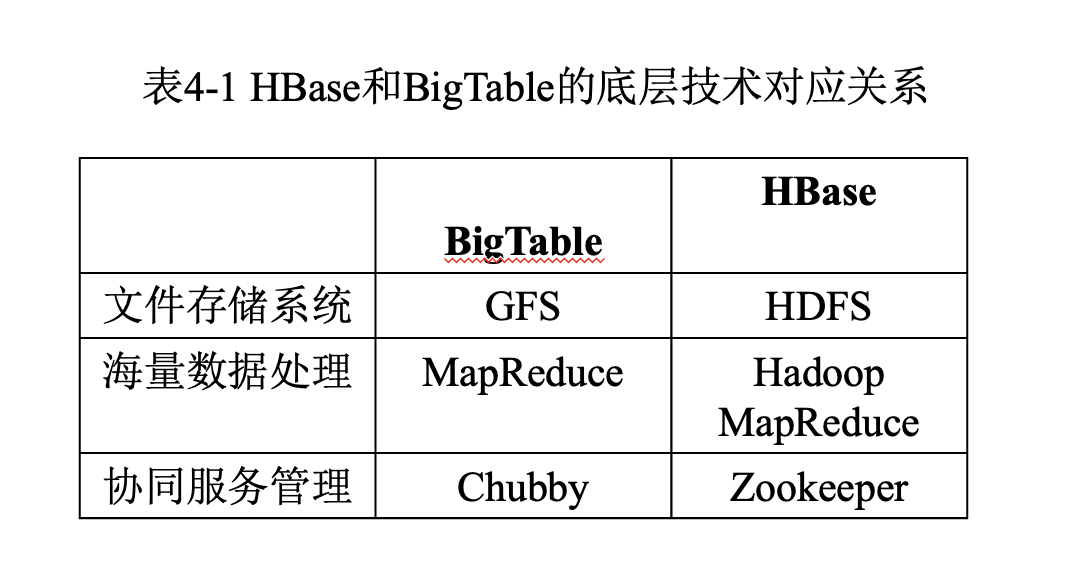 表4-1 HBase和BigTable的底层技术对应关系
BigTable HBase
文件存储系统 GFS HDFS
海量数据处理 MapReduce Hadoop
MapReduce
协同服务管理 Chubby Zookeeper